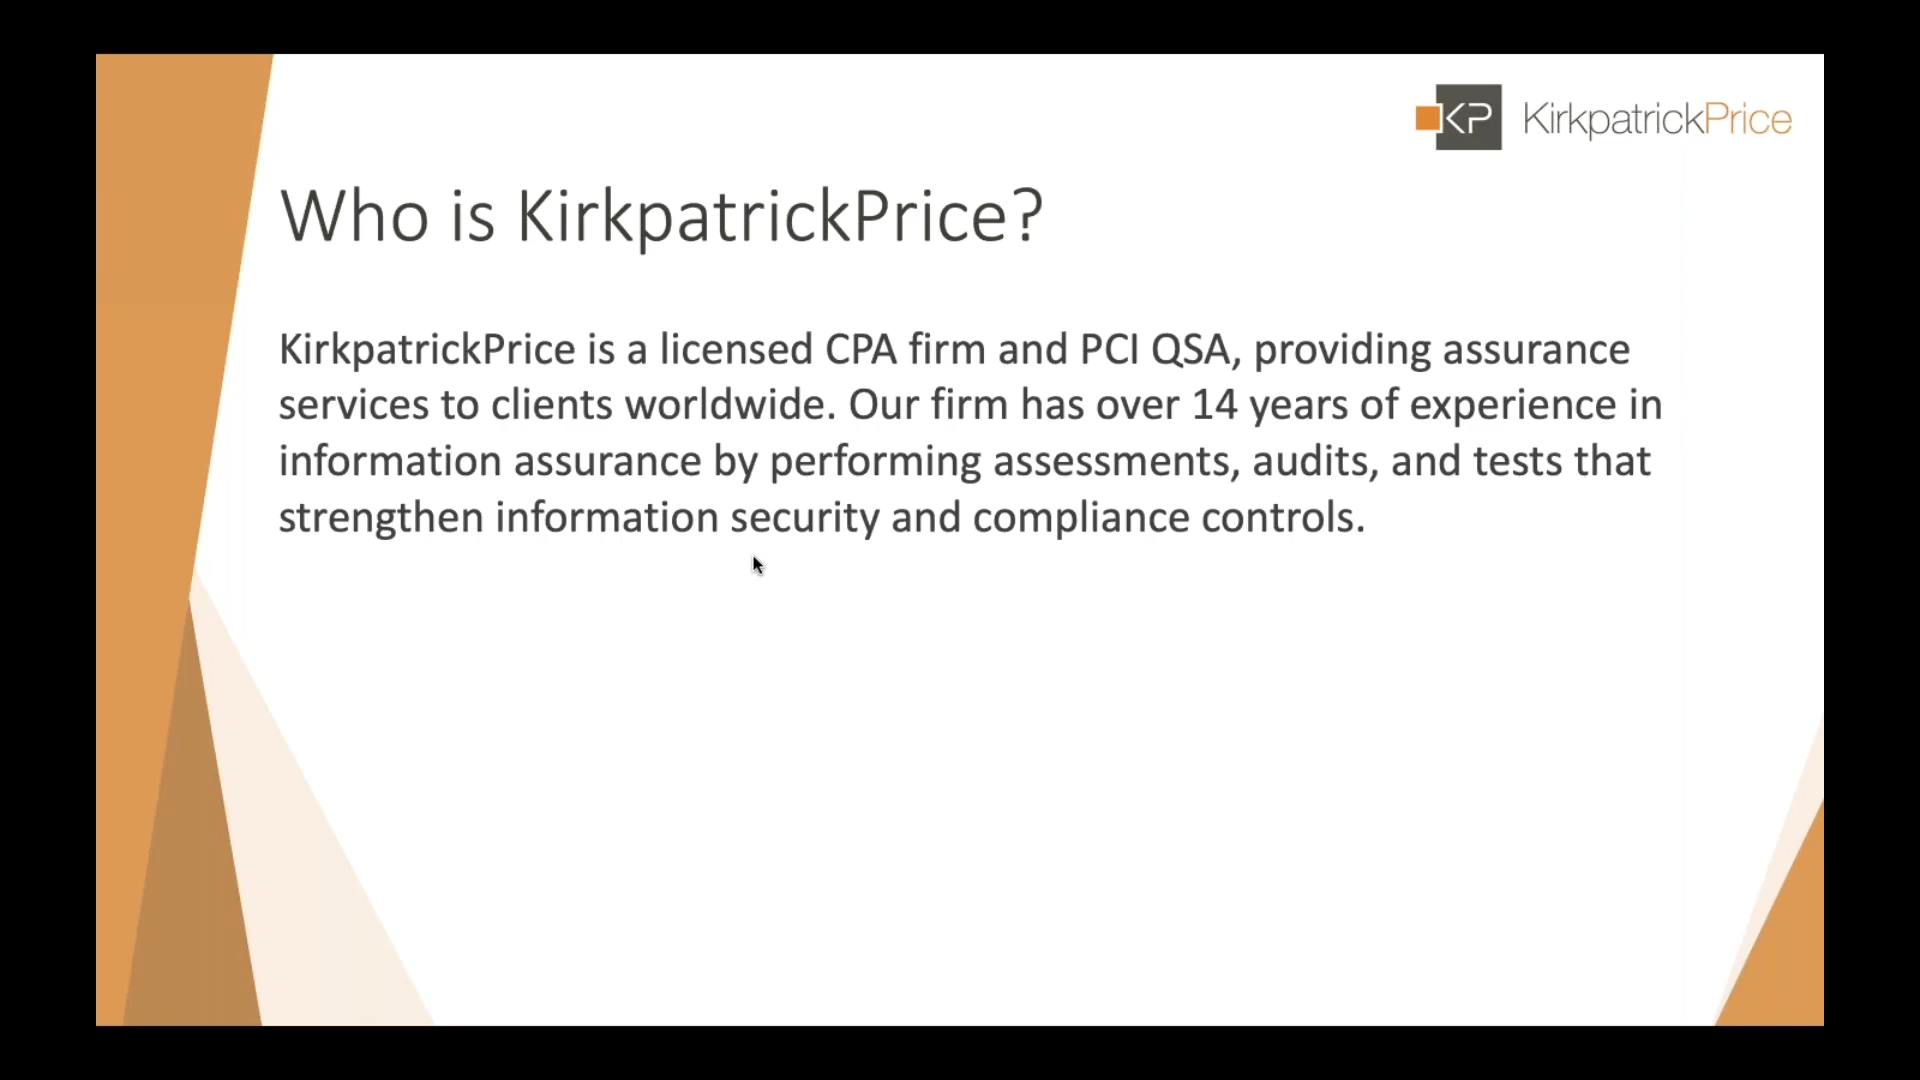 KP KirkpatrickPrice
Who is KirkpatrickPrice?
KirkpatrickPrice is a licensed CPA firm and PCI QSA, providing assurance
services to clients worldwide. Our firm has over 14 years of experience in
information assurance by performing assessments, audits, and tests that
strengthen information security and compliance controls.